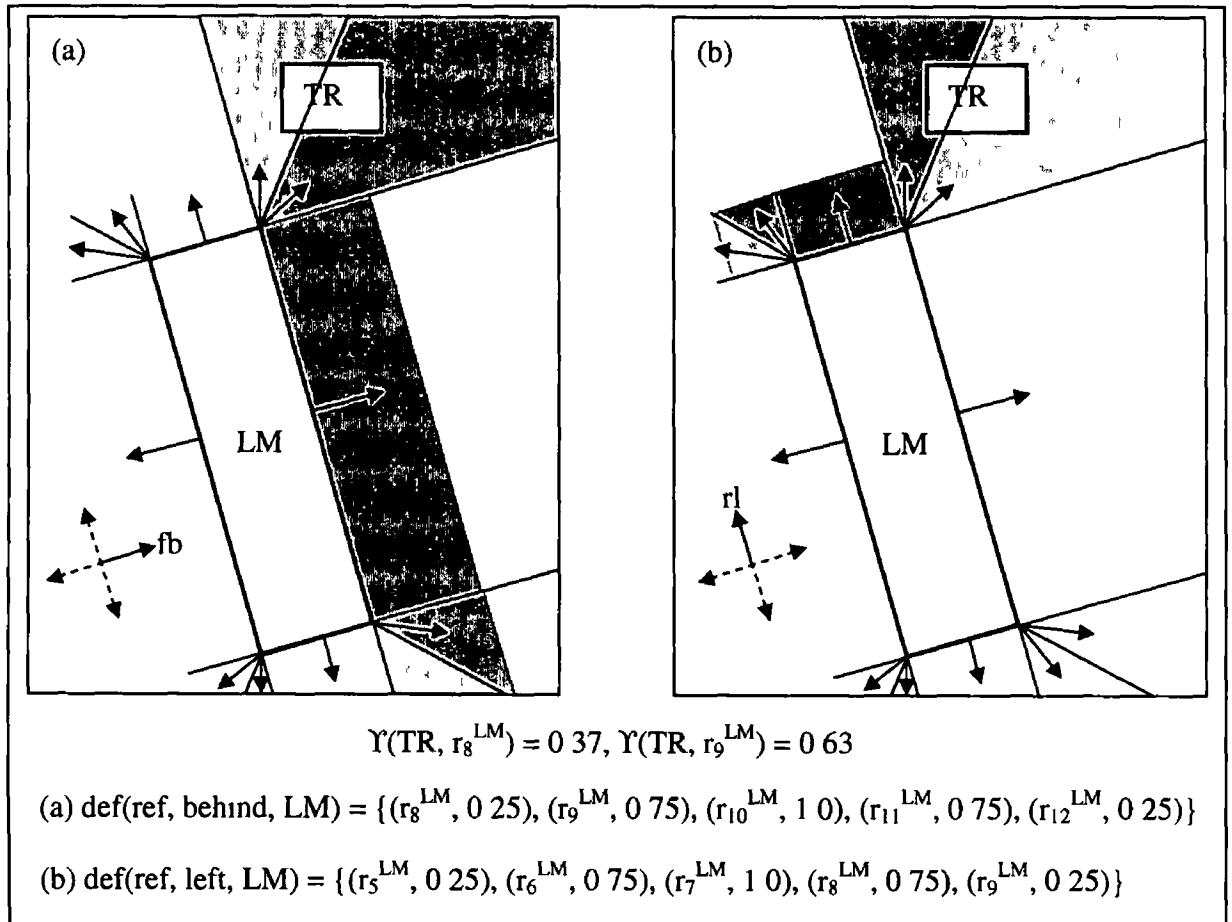 (a)
TR
LM
fb
(b)
TR
LM
rl
ϒ(TR, r₈ᴸᴹ) = 0 37, ϒ(TR, r₉ᴸᴹ) = 0 63
(a) def(ref, behind, LM) = {(r₈ᴸᴹ, 0 25), (r₉ᴸᴹ, 0 75), (r₁₀ᴸᴹ, 1 0), (r₁₁ᴸᴹ, 0 75), (r₁₂ᴸᴹ, 0 25)}
(b) def(ref, left, LM) = {(r₅ᴸᴹ, 0 25), (r₆ᴸᴹ, 0 75), (r₇ᴸᴹ, 1 0), (r₈ᴸᴹ, 0 75), (r₉ᴸᴹ, 0 25)}